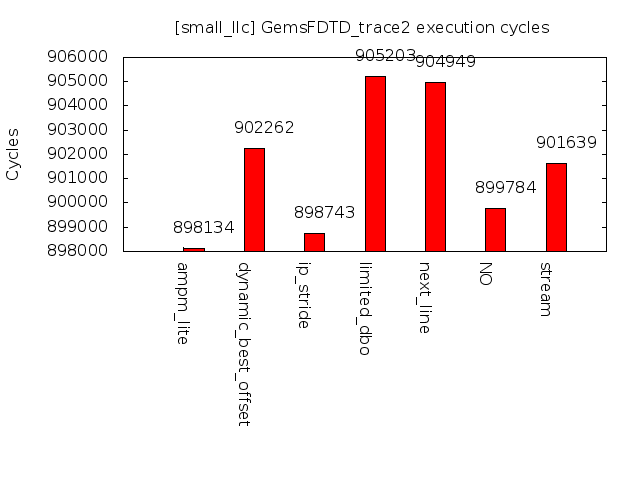 [small_llc] GemsFDTD_trace2 execution cycles
Cycles
906000
905000
904000
903000
902000
901000
900000
899000
898000
898134
902262
898743
905203
904949
899784
901639
ampm_lite
dynamic_best_offset
ip_stride
limited_dbo
next_line
NO
stream